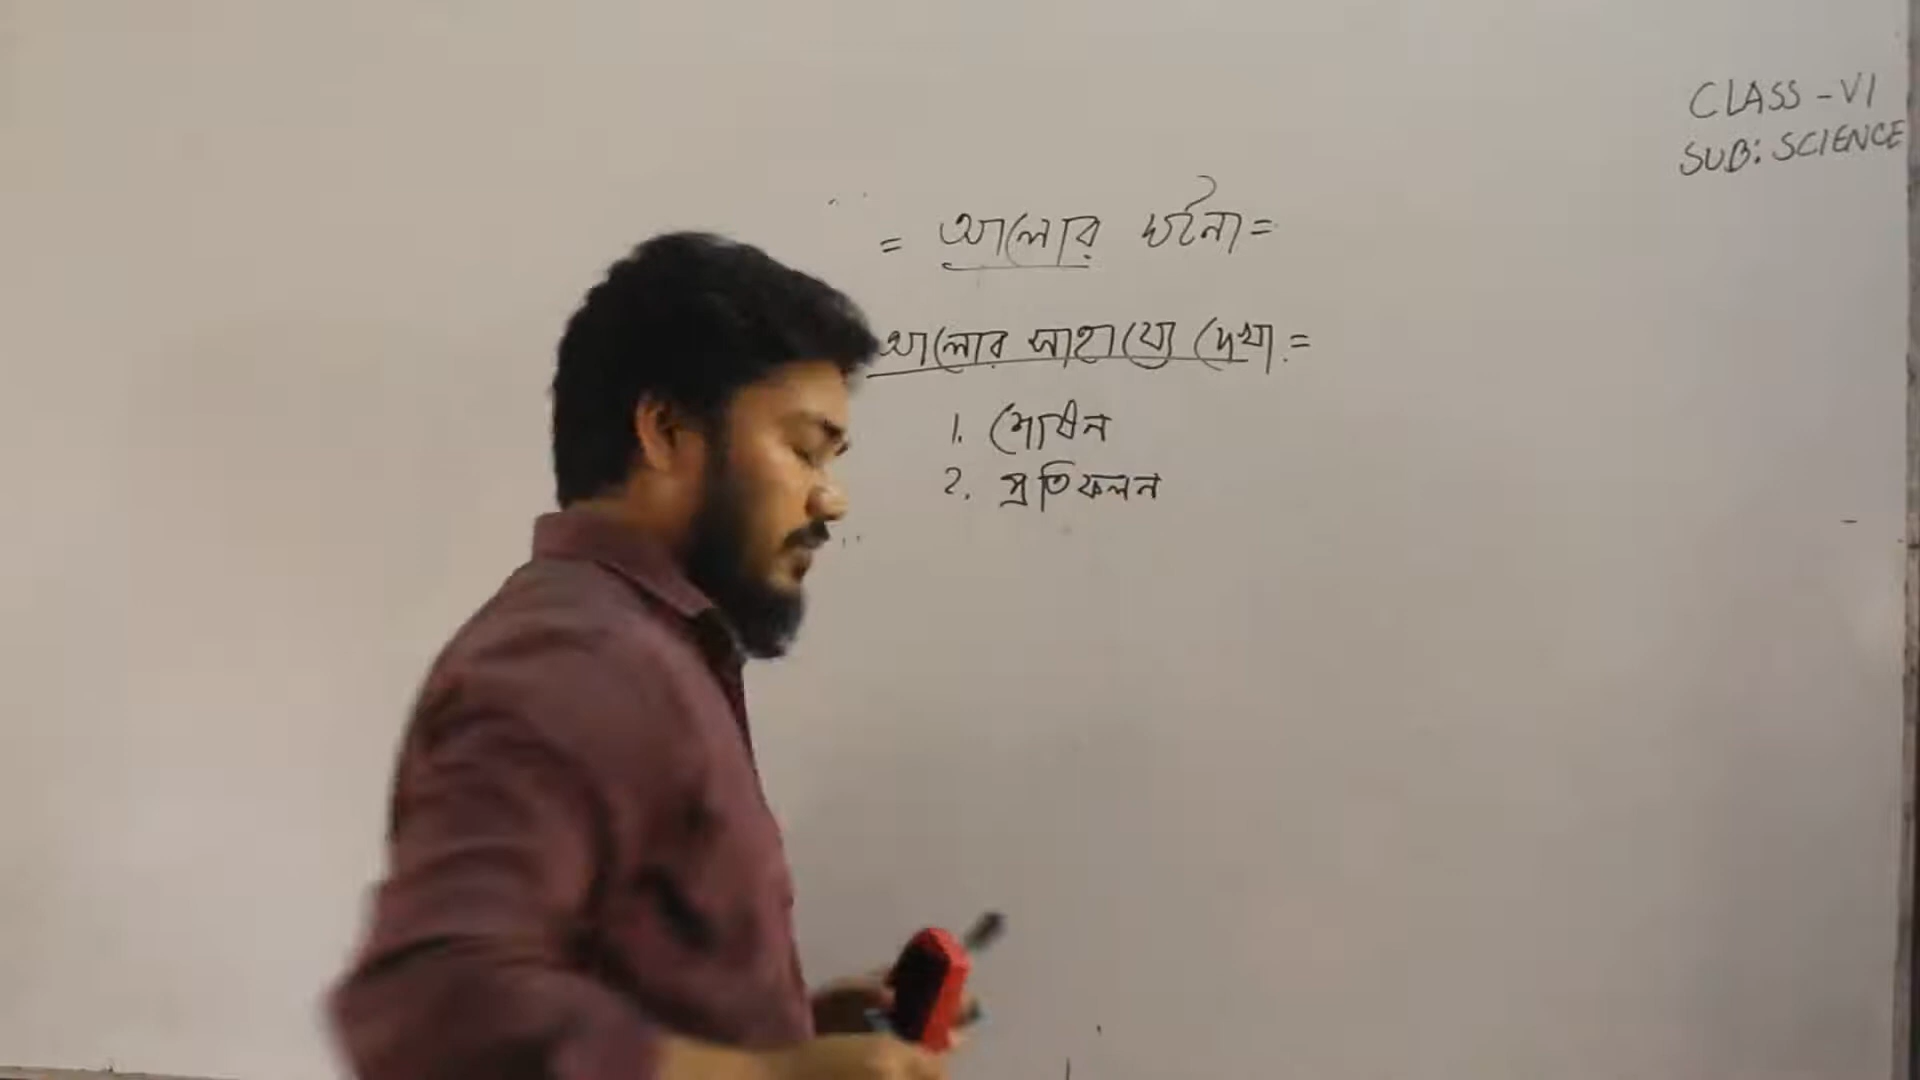 CLASS - VI
SUB: SCIENCE
= আলোর ঘটনা =
আলোর সাহায্যে দেখা =
1. শোষন
2. প্রতিফলন